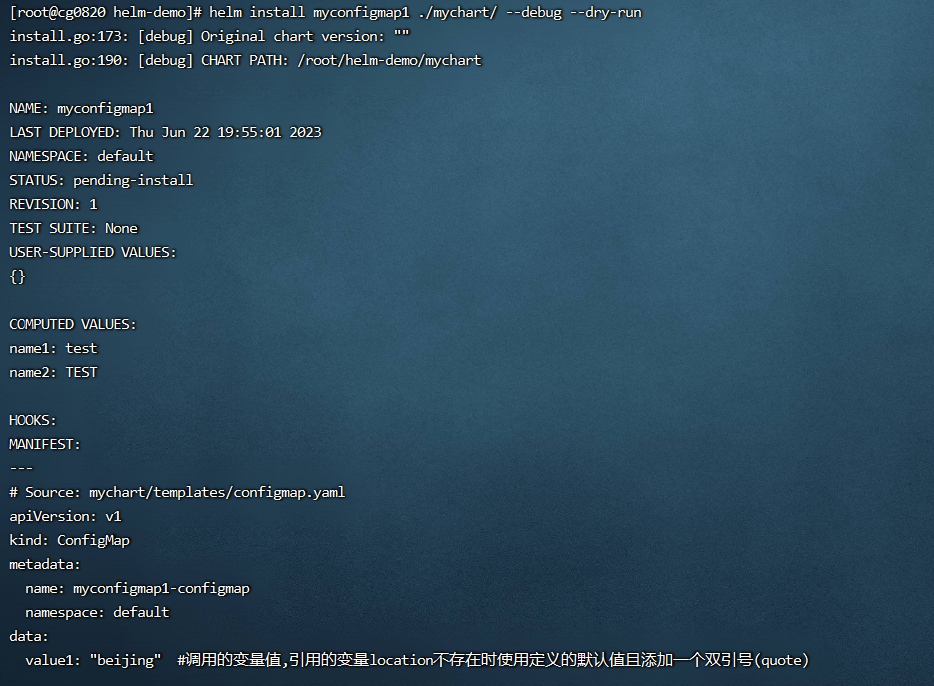 [root@cg0820 helm-demo]# helm install myconfigmap1 ./mychart/ --debug --dry-run
install.go:173: [debug] Original chart version: ""
install.go:190: [debug] CHART PATH: /root/helm-demo/mychart
NAME: myconfigmap1
LAST DEPLOYED: Thu Jun 22 19:55:01 2023
NAMESPACE: default
STATUS: pending-install
REVISION: 1
TEST SUITE: None
USER-SUPPLIED VALUES:
{}
COMPUTED VALUES:
name1: test
name2: TEST
HOOKS:
MANIFEST:
---
# Source: mychart/templates/configmap.yaml
apiVersion: v1
kind: ConfigMap
metadata:
  name: myconfigmap1-configmap
  namespace: default
data:
  value1: "beijing"  #调用的变量值,引用的变量location不存在时使用定义的默认值且添加一个双引号(quote)